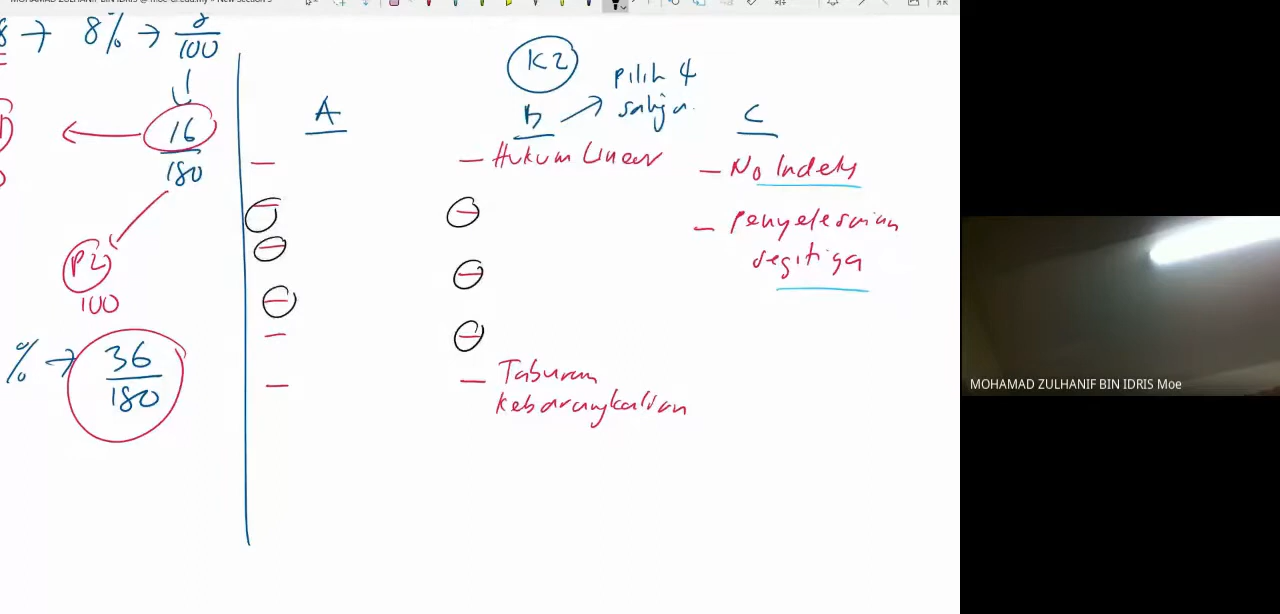 8% → 8/100
16/180
P2
100
% → 36/180
K2
A
B → pilih 4
sahja.
C
- Hukum Linear
- No Indeks
- Penyelesaian
segitiga
- Taburan
Kebarangkalian
MOHAMAD ZULHANIF BIN IDRIS Moe